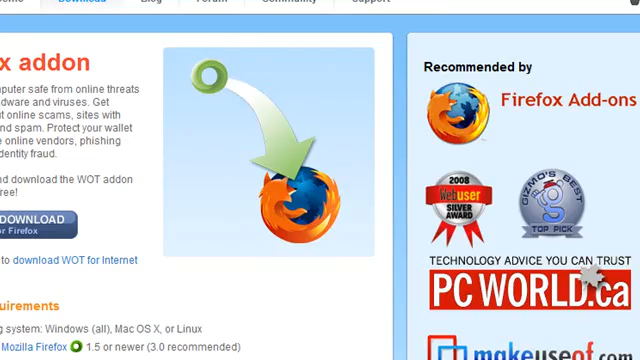 Download
Blog
Forum
Community
Support
x addon
mputer safe from online threats
dware and viruses. Get
ut online scams, sites with
nd spam. Protect your wallet
e online vendors, phishing
dentity fraud.
nd download the WOT addon
ree!
DOWNLOAD
or Firefox
to download WOT for Internet
uirements
g system: Windows (all), Mac OS X, or Linux
Mozilla Firefox 1.5 or newer (3.0 recommended)
Recommended by
Firefox Add-ons
2008
Webuser
SILVER
AWARD
GIZMO'S BEST
g
TOP PICK
TECHNOLOGY ADVICE YOU CAN TRUST
PC WORLD.ca
makeuseof.com